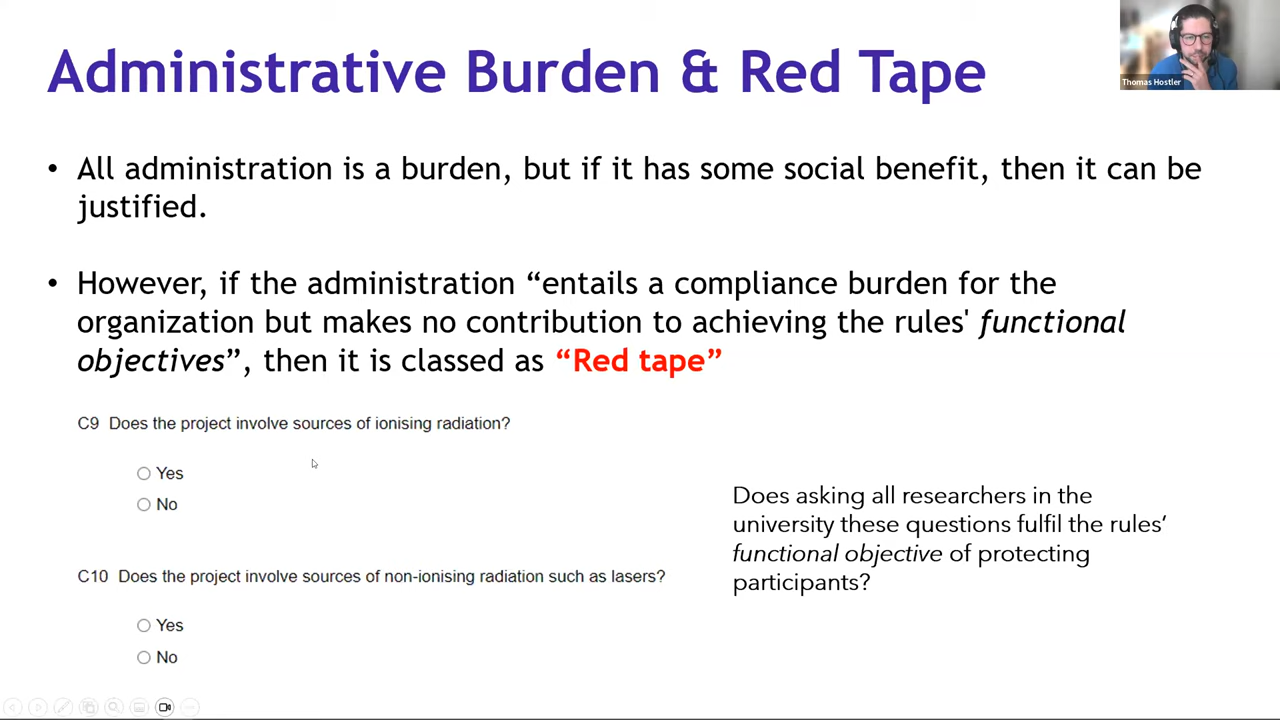 Administrative Burden & Red Tape
Thomas Hostler
• All administration is a burden, but if it has some social benefit, then it can be
justified.
• However, if the administration “entails a compliance burden for the
organization but makes no contribution to achieving the rules' functional
objectives”, then it is classed as “Red tape”
C9 Does the project involve sources of ionising radiation?
Yes
No
C10 Does the project involve sources of non-ionising radiation such as lasers?
Yes
No
Does asking all researchers in the
university these questions fulfil the rules‘
functional objective of protecting
participants?